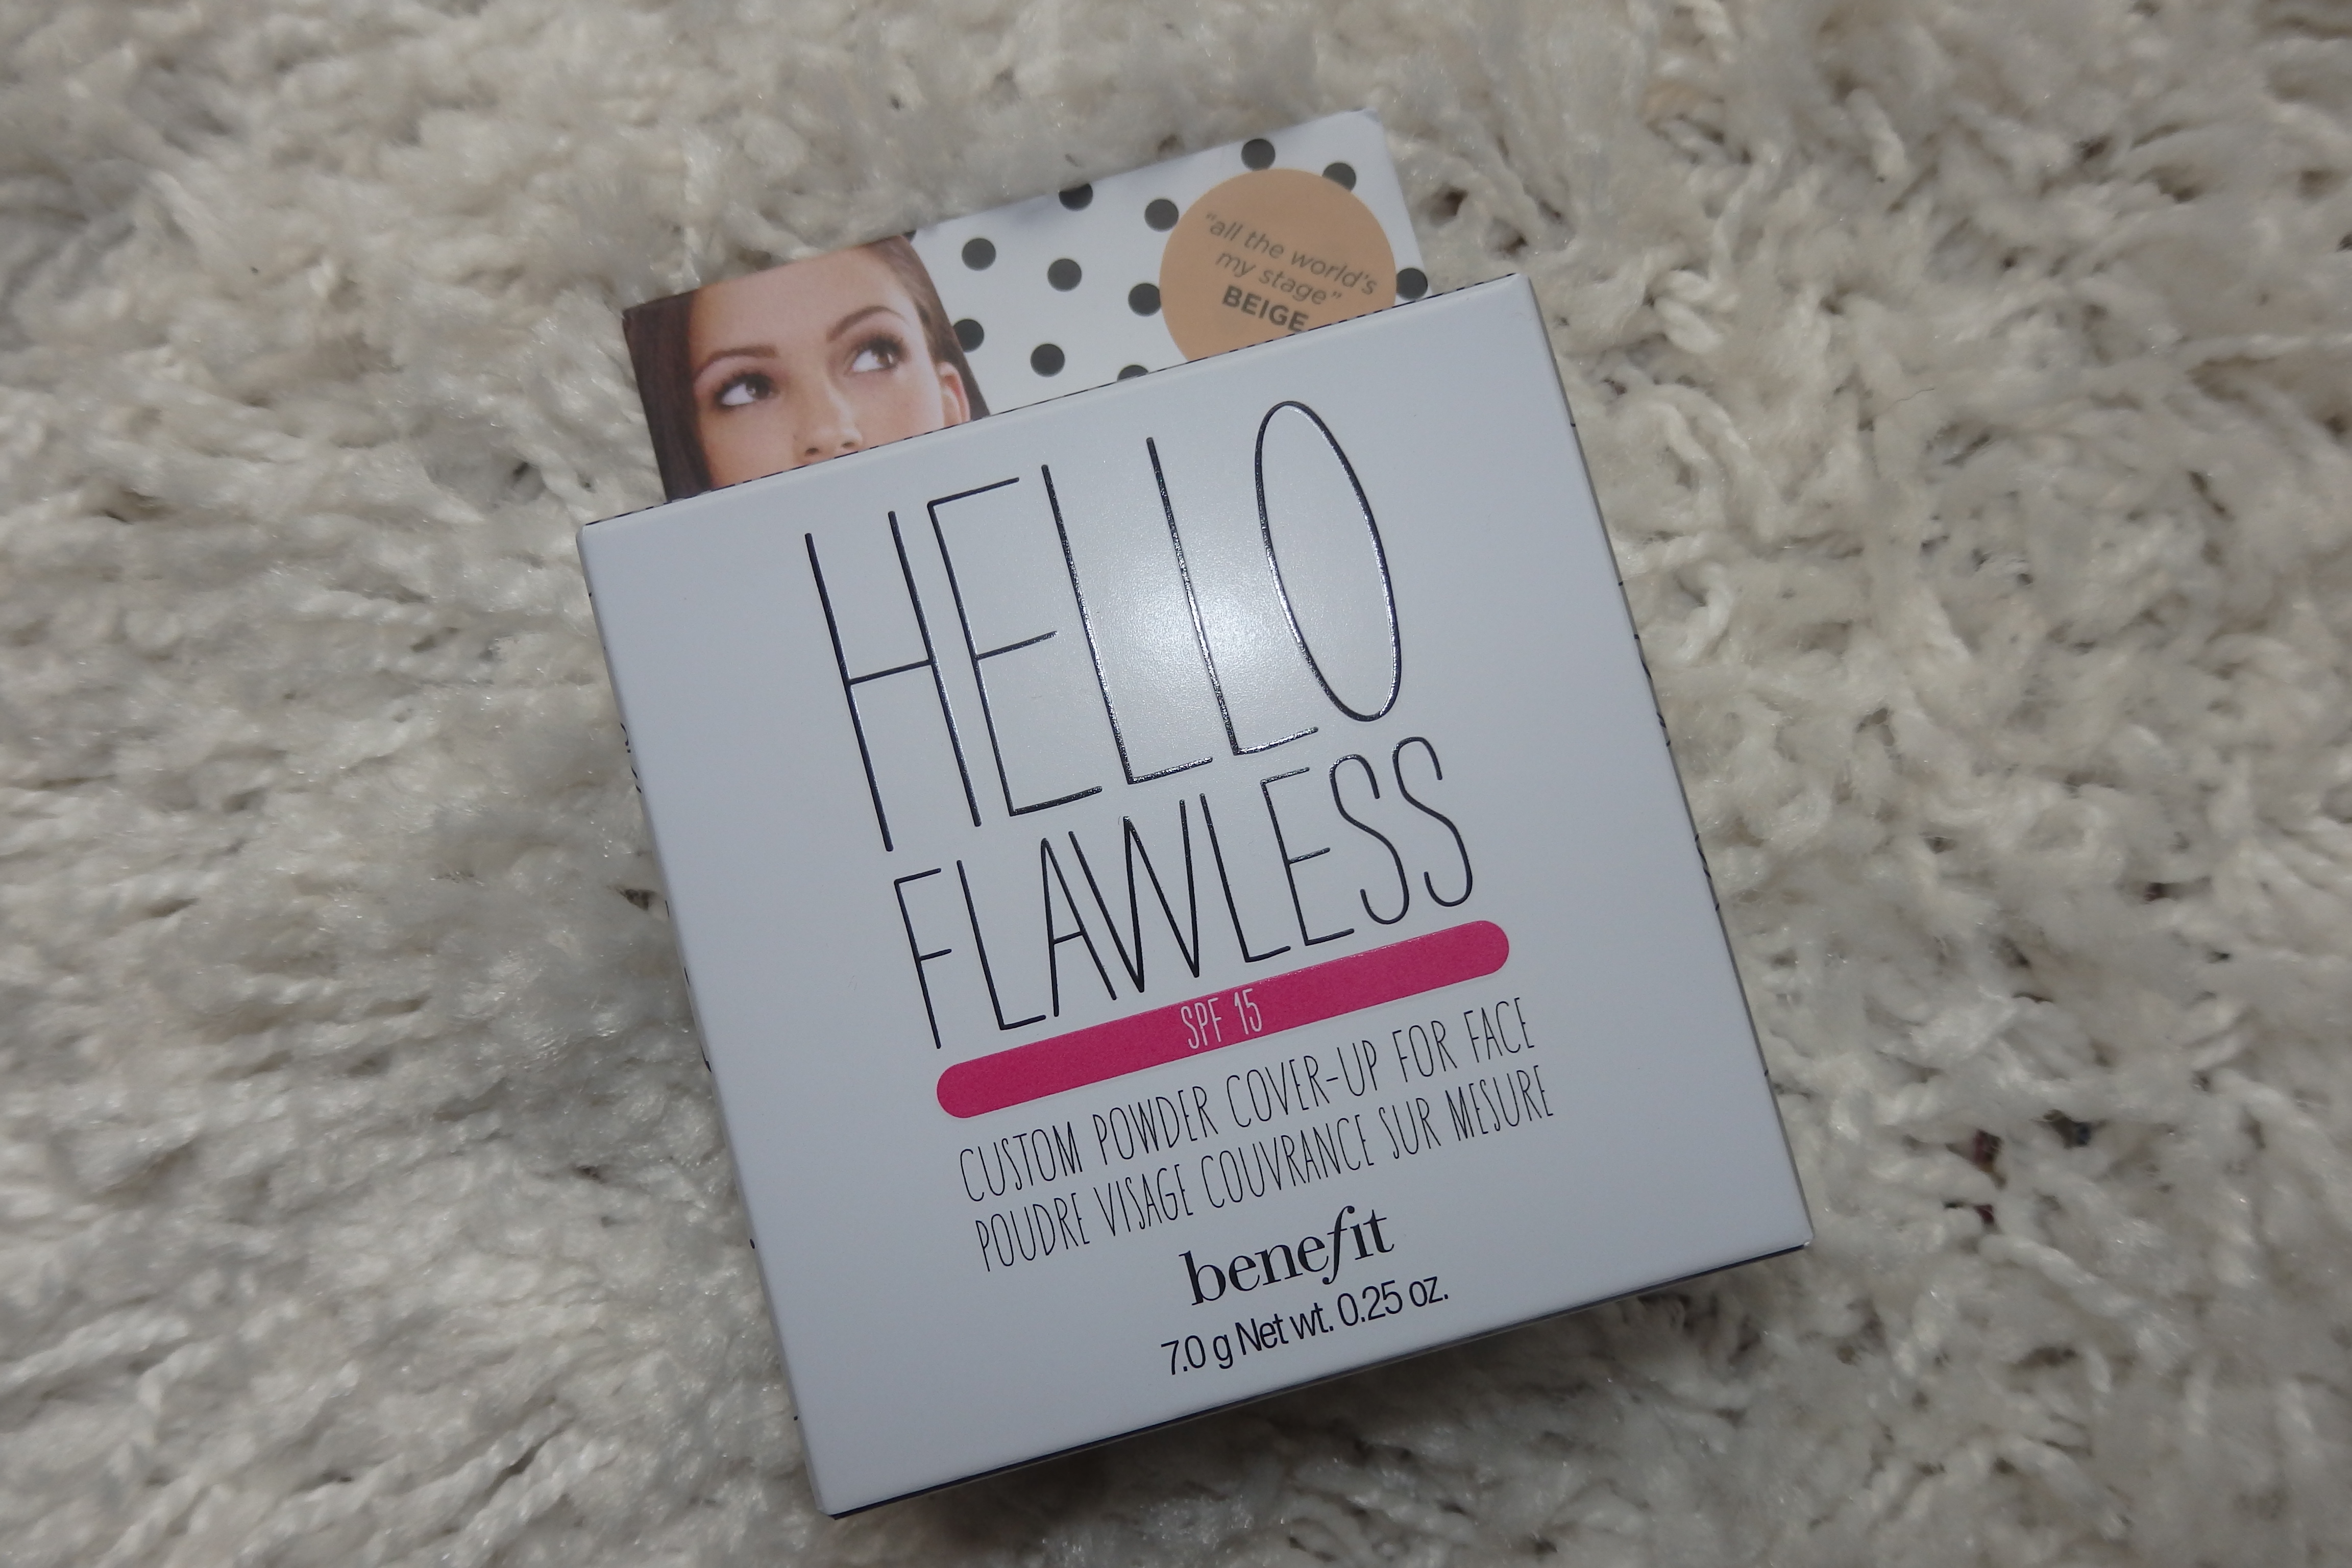 "all the world's
my stage"
BEIGE
HELLO
FLAWLESS
SPF 15
CUSTOM POWDER COVER-UP FOR FACE
POUDRE VISAGE COUVRANCE SUR MESURE
benefit
7.0 g Net wt. 0.25 oz.